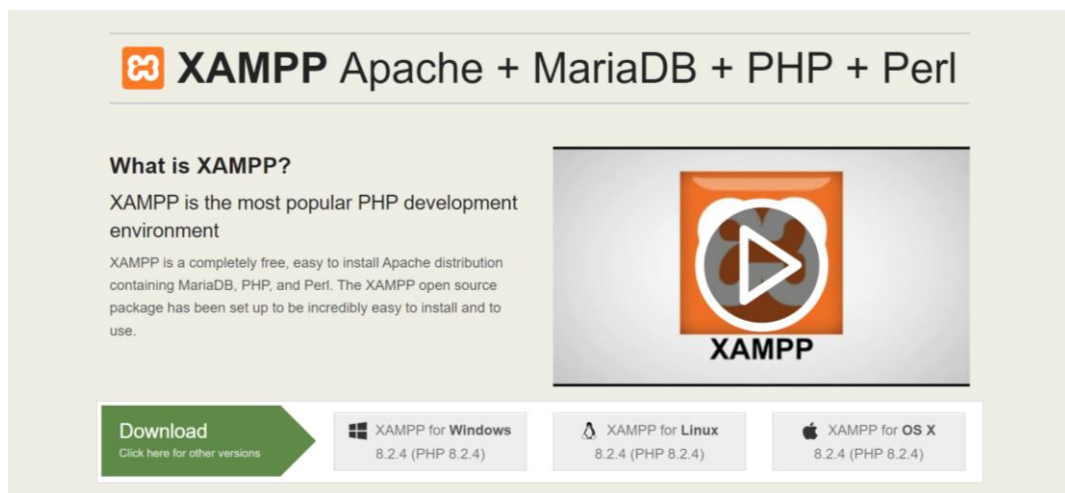 XAMPP Apache + MariaDB + PHP + Perl
What is XAMPP?
XAMPP is the most popular PHP development
environment
XAMPP is a completely free, easy to install Apache distribution
containing MariaDB, PHP, and Perl. The XAMPP open source
package has been set up to be incredibly easy to install and to
use.
XAMPP
Download
Click here for other versions
XAMPP for Windows
8.2.4 (PHP 8.2.4)
XAMPP for Linux
8.2.4 (PHP 8.2.4)
XAMPP for OS X
8.2.4 (PHP 8.2.4)